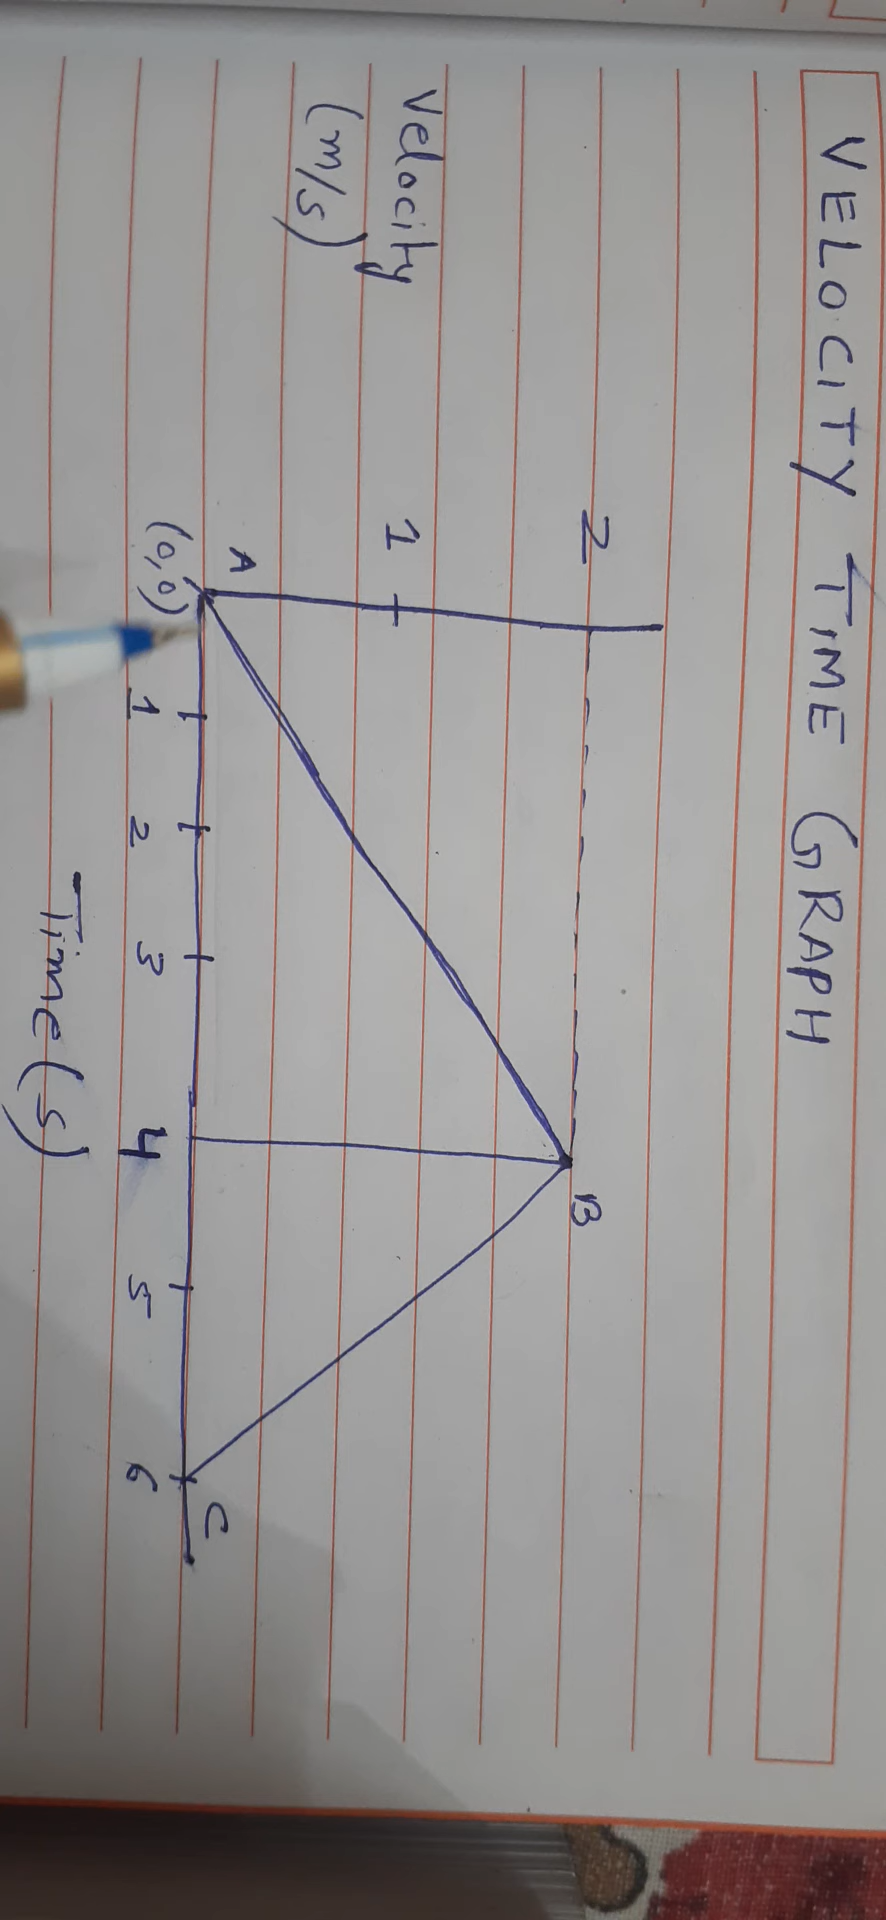 VELOCITY TIME GRAPH
Velocity
(m/s)
2
1
A
B
C
(0,0)
1 2 3 4 5 6
Time (s)